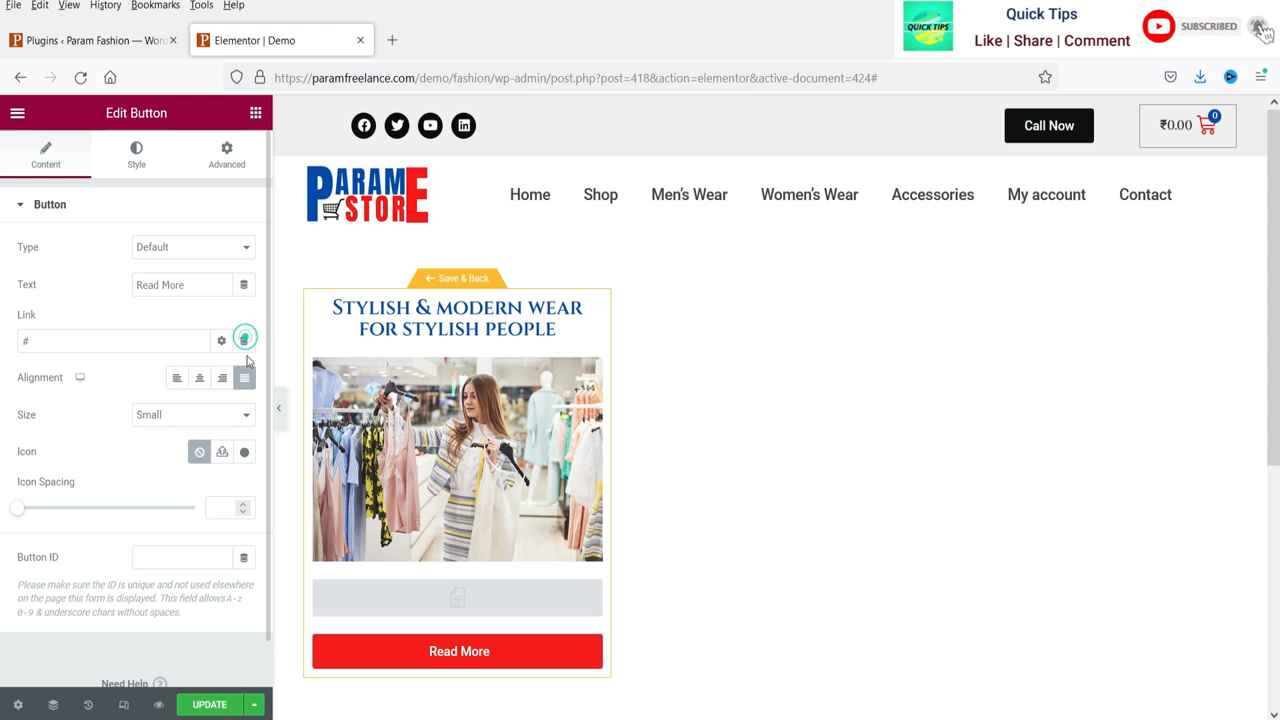 File Edit View History Bookmarks Tools Help
Plugins ‹ Param Fashion — Wor
Elementor | Demo
QUICK TIPS
Quick Tips
Like | Share | Comment
SUBSCRIBED
https://paramfreelance.com/demo/fashion/wp-admin/post.php?post=418&action=elementor&active-document=424#
Edit Button
Content
Style
Advanced
Button
Type
Default
Text
Read More
Link
#
Alignment
Size
Small
Icon
Icon Spacing
Button ID
Please make sure the ID is unique and not used elsewhere
on the page this form is displayed. This field allows A-z
0-9 & underscore chars without spaces.
Need Help
UPDATE
Call Now
₹0.00
0
PARAM
STORE
Home
Shop
Men's Wear
Women's Wear
Accessories
My account
Contact
Save & Back
Stylish & modern wear
for stylish people
Read More